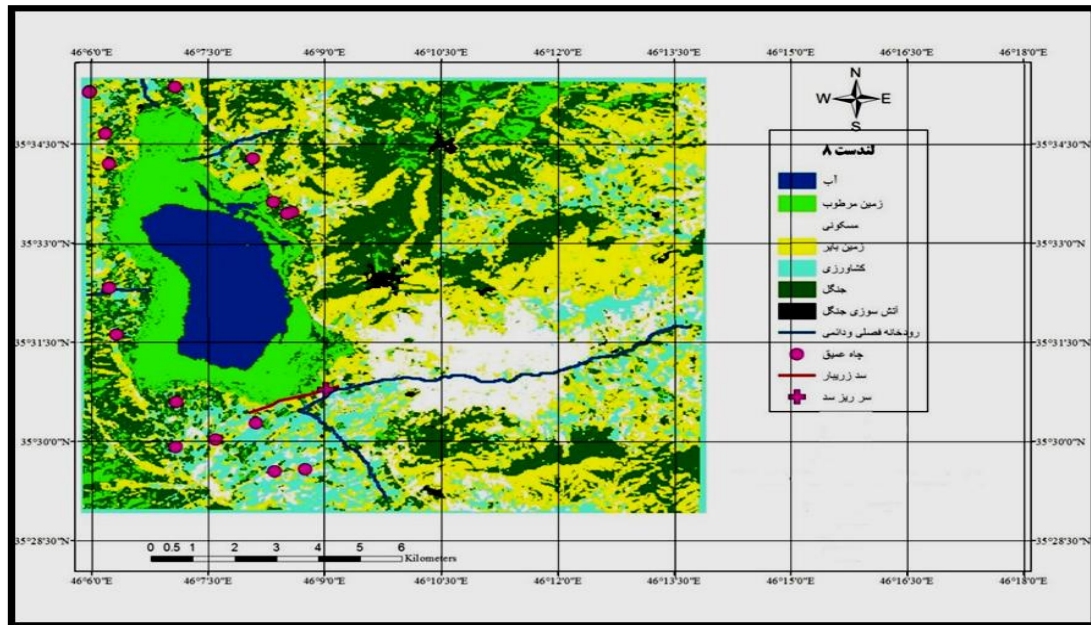 46°6'0"E 46°7'30"E 46°9'0"E 46°10'30"E 46°12'0"E 46°13'30"E 46°15'0"E 46°16'30"E 46°18'0"E
N
W E
S
35°34'30"N 35°34'30"N
لندست ۸
آب
زمین مرطوب
مسکونی
35°33'0"N 35°33'0"N
زمین بایر
کشاورزی
جنگل
آتش سوزی جنگل
رودخانه فصلی ودائمی
35°31'30"N 35°31'30"N
چاه عمیق
سد زریبار
سر ریز سد
35°30'0"N 35°30'0"N
35°28'30"N 35°28'30"N
0 0.5 1 2 3 4 5 6
Kilometers
46°6'0"E 46°7'30"E 46°9'0"E 46°10'30"E 46°12'0"E 46°13'30"E 46°15'0"E 46°16'30"E 46°18'0"E